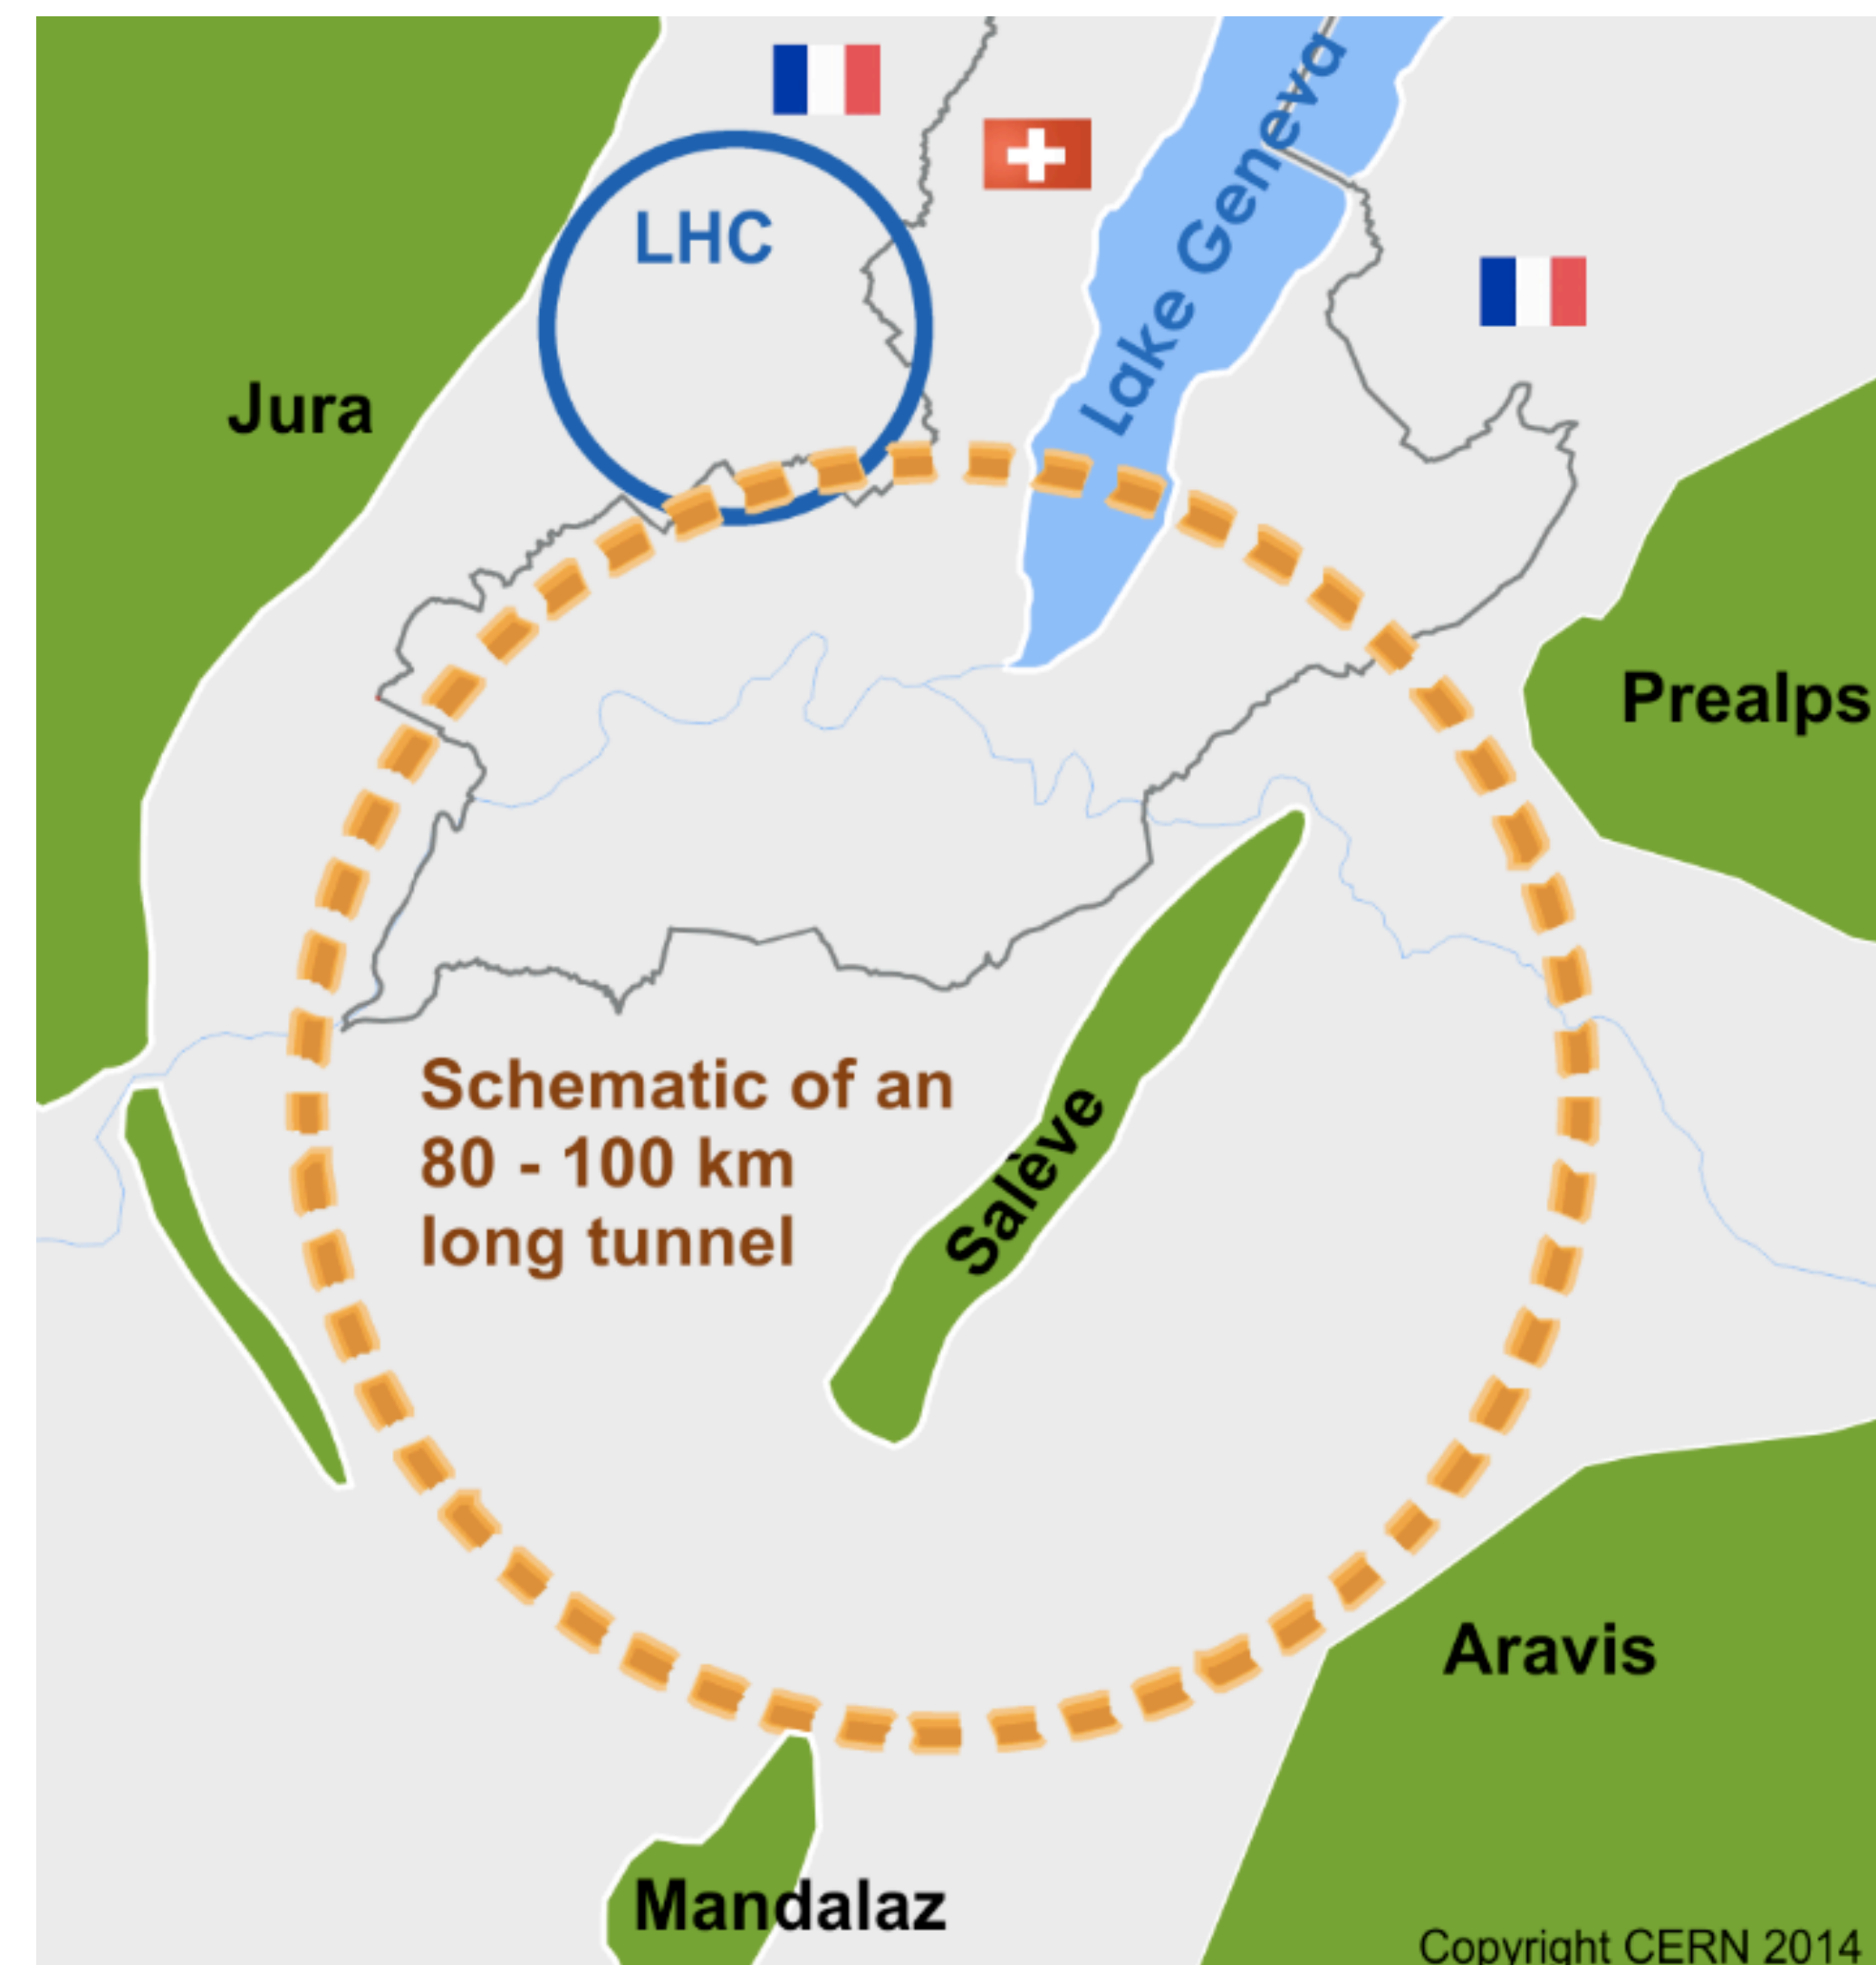 Lake Geneva
LHC
Jura
Prealps
Schematic of an
80 - 100 km
long tunnel
Salève
Aravis
Mandalaz
Copyright CERN 2014